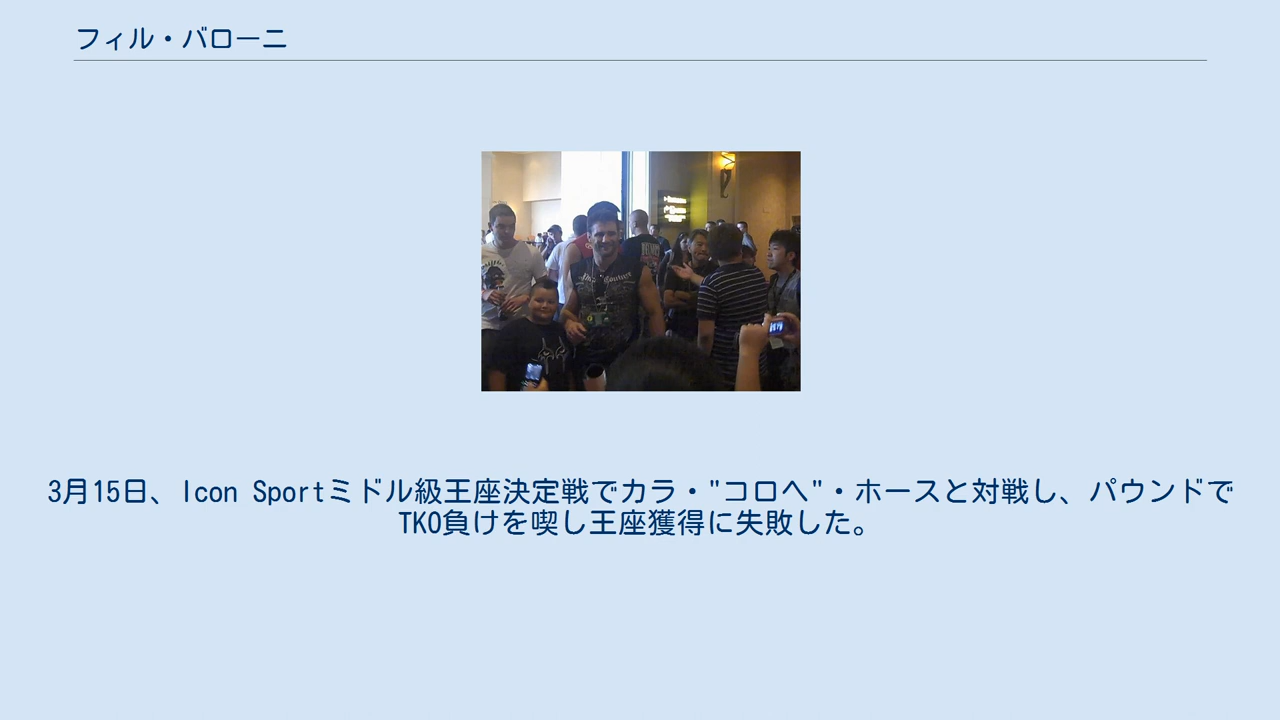 フィル・バローニ
3月15日、Icon Sportミドル級王座決定戦でカラ・"コロヘ"・ホースと対戦し、パウンドで
TKO負けを喫し王座獲得に失敗した。